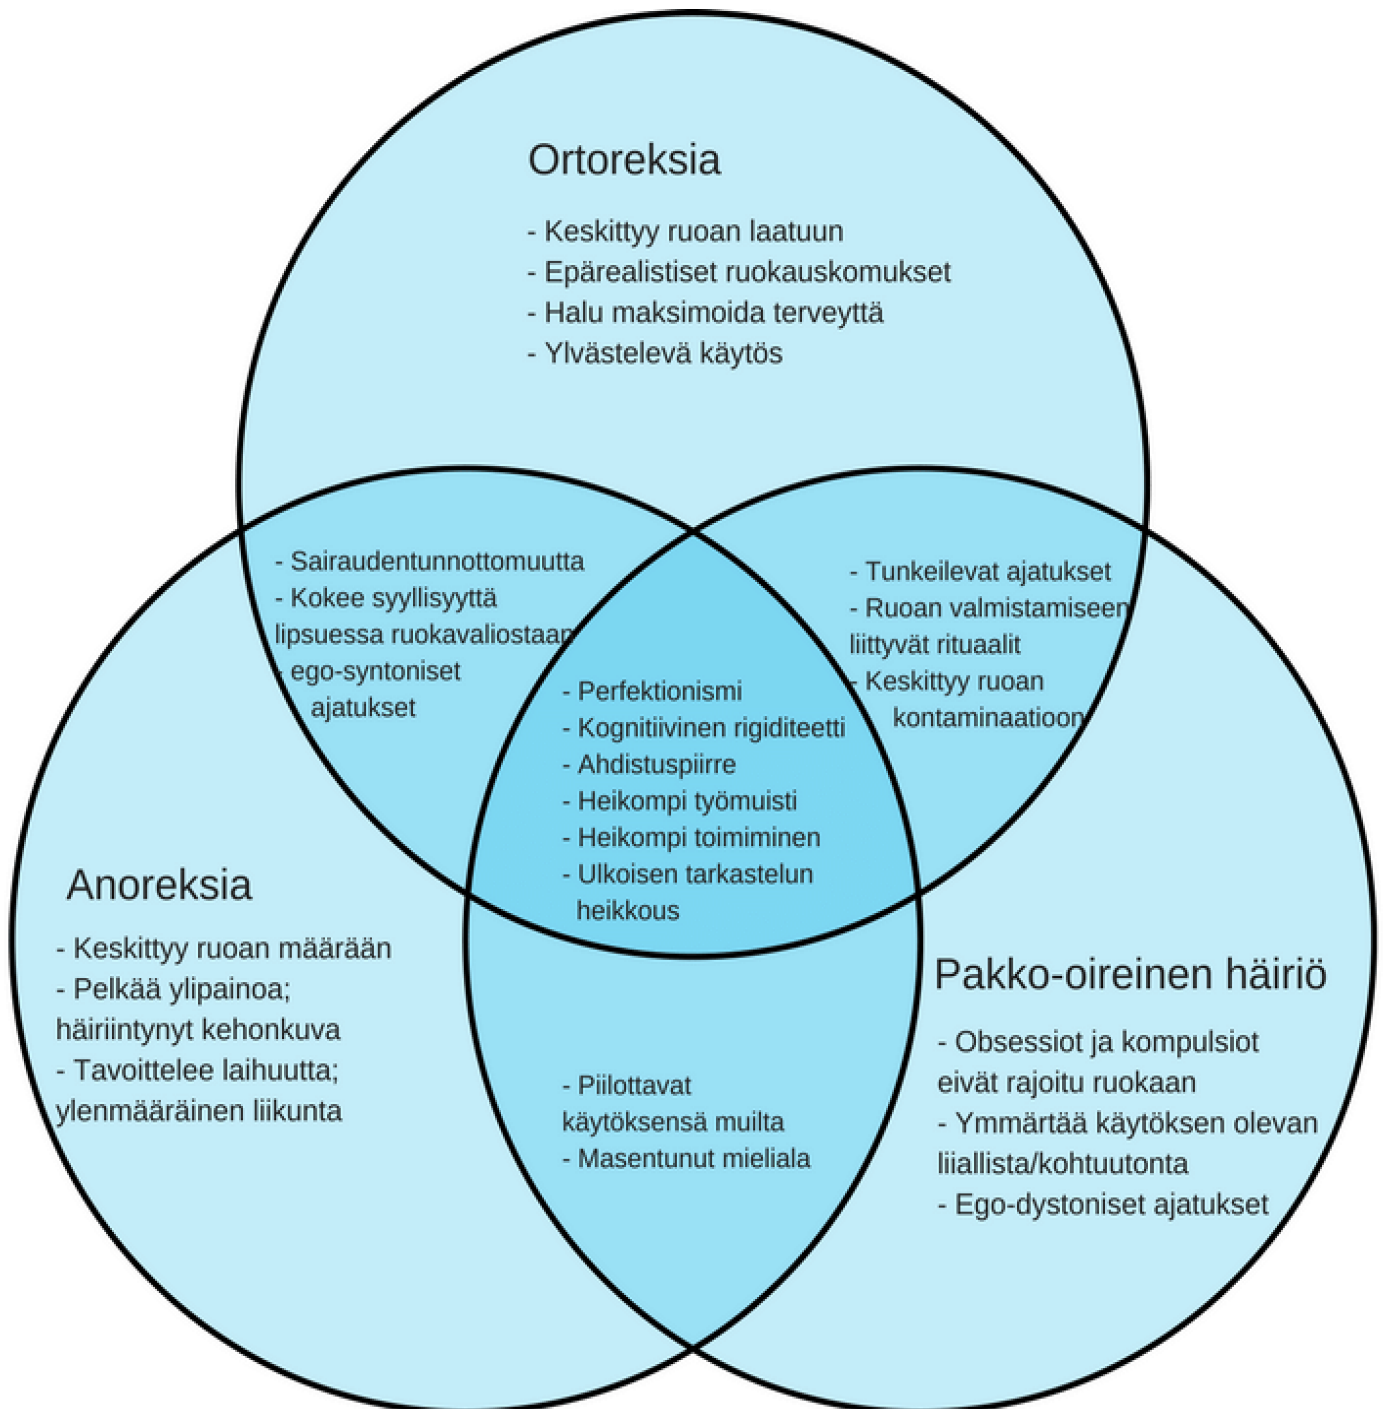 Ortoreksia
- Keskittyy ruoan laatuun
- Epärealistiset ruokauskomukset
- Halu maksimoida terveyttä
- Ylvästelevä käytös
- Sairaudentunnottomuutta
- Kokee syyllisyyttä
lipsuessa ruokavaliostaan
- ego-syntoniset
ajatukset
- Tunkeilevat ajatukset
- Ruoan valmistamiseen
liittyvät rituaalit
- Keskittyy ruoan
kontaminaatioon
- Perfektionismi
- Kognitiivinen rigiditeetti
- Ahdistuspiirre
- Heikompi työmuisti
- Heikompi toimiminen
- Ulkoisen tarkastelun
heikkous
Anoreksia
- Keskittyy ruoan määrään
- Pelkää ylipainoa;
häiriintynyt kehonkuva
- Tavoittelee laihuutta;
ylenmääräinen liikunta
- Piilottavat
käytöksensä muilta
- Masentunut mieliala
Pakko-oireinen häiriö
- Obsessiot ja kompulsiot
eivät rajoitu ruokaan
- Ymmärtää käytöksen olevan
liiallista/kohtuutonta
- Ego-dystoniset ajatukset